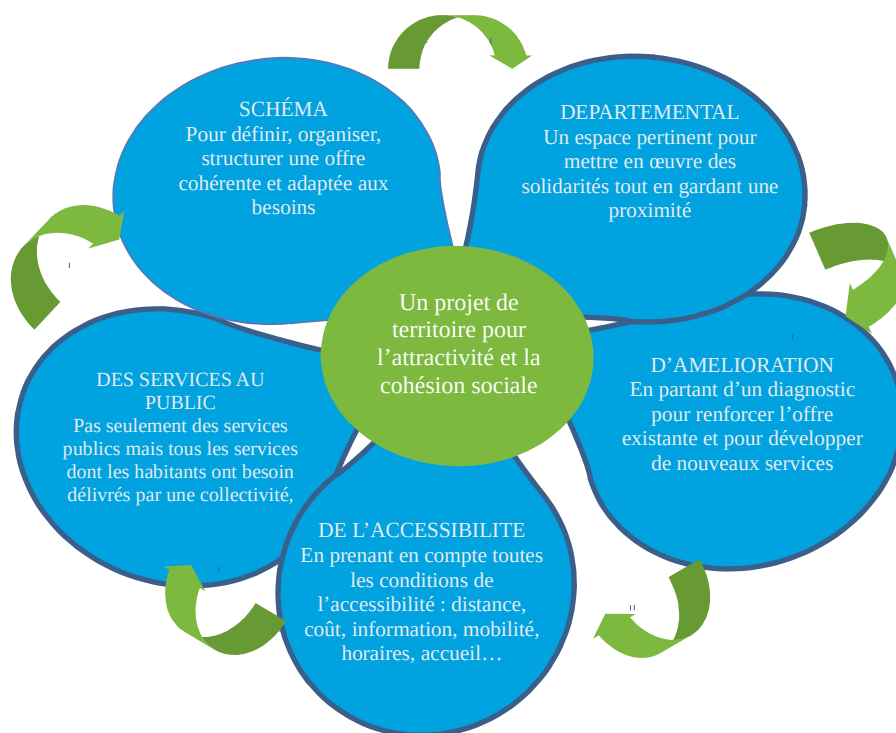 SCHÉMA
Pour définir, organiser,
structurer une offre
cohérente et adaptée aux
besoins
DEPARTEMENTAL
Un espace pertinent pour
mettre en œuvre des
solidarités tout en gardant une
proximité
D’AMELIORATION
En partant d’un diagnostic
pour renforcer l’offre
existante et pour développer
de nouveaux services
DE L’ACCESSIBILITE
En prenant en compte toutes
les conditions de
l’accessibilité : distance,
coût, information, mobilité,
horaires, accueil…
DES SERVICES AU
PUBLIC
Pas seulement des services
publics mais tous les services
dont les habitants ont besoin
délivrés par une collectivité,
Un projet de
territoire pour
l’attractivité et la
cohésion sociale